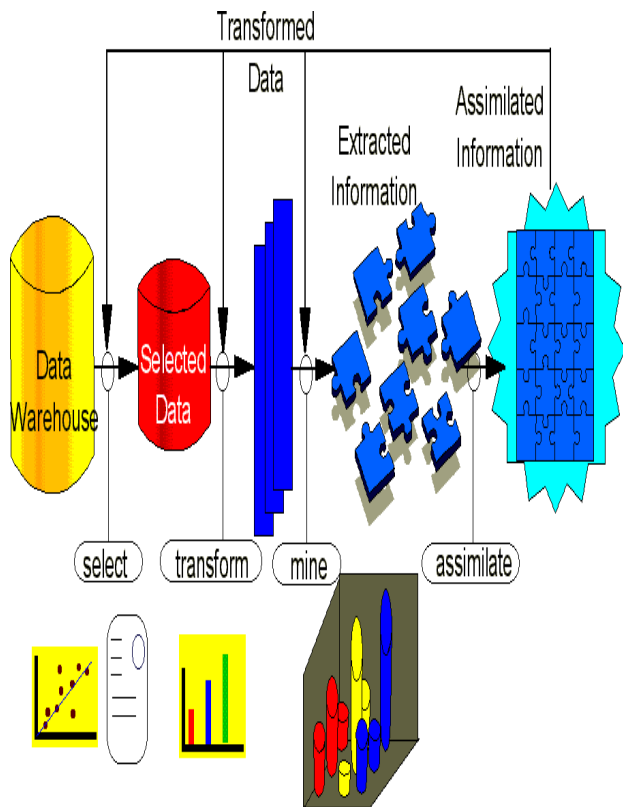 Transformed
Data
Assimilated
Information
Extracted
Information
Data
Warehouse
Selected
Data
select
transform
mine
assimilate